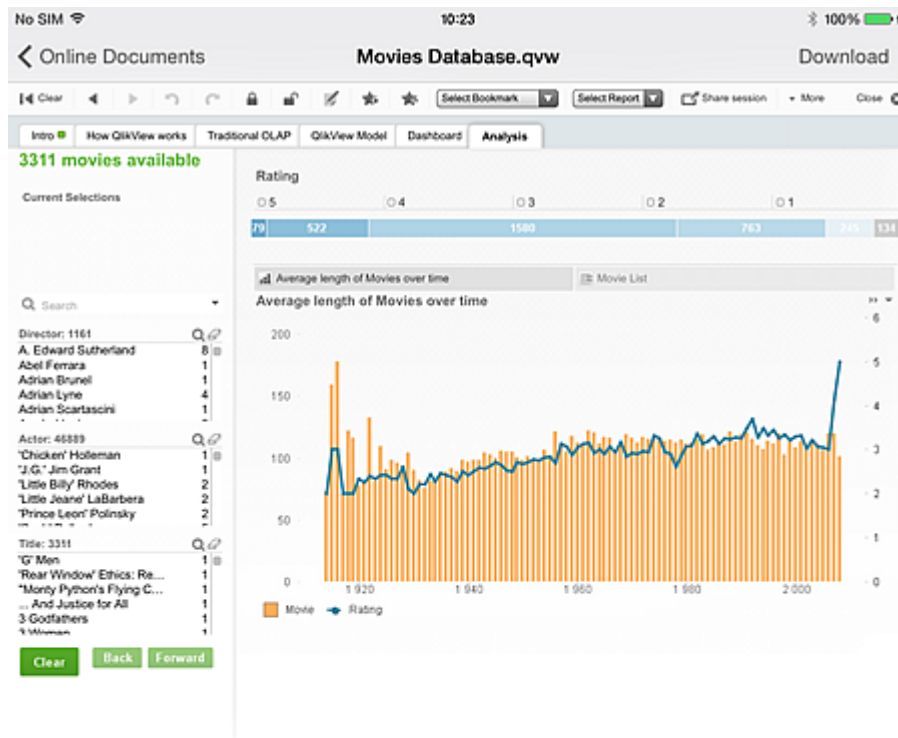 No SIM 10:23 100%
Online Documents Movies Database.qvw Download
Clear Select Bookmark Select Report Share session More Close
Intro How QlikView works Traditional OLAP QlikView Model Dashboard Analysis
3311 movies available
Current Selections
Rating
5 4 3 2 1
79 522 1580 763 245 134
Average length of Movies over time Movie List
Average length of Movies over time
Search
Director: 1161
A. Edward Sutherland 8
Abel Ferrara 1
Adrian Brunel 1
Adrian Lyne 4
Adrian Scartascini 1
Actor: 46889
'Chicken' Holleman 1
'J.G.' Jim Grant 1
'Little Billy' Rhodes 2
'Little Jeane' LaBarbera 2
'Prince Leon' Polinsky 2
Title: 3311
'G' Men 1
'Rear Window' Ethics: Re... 1
"Monty Python's Flying C... 1
... And Justice for All 1
3 Godfathers 1
3 Women 1
200
150
100
50
0
6
5
4
3
2
1
0
1 920 1 940 1 960 1 980 2 000
Movie Rating
Clear Back Forward